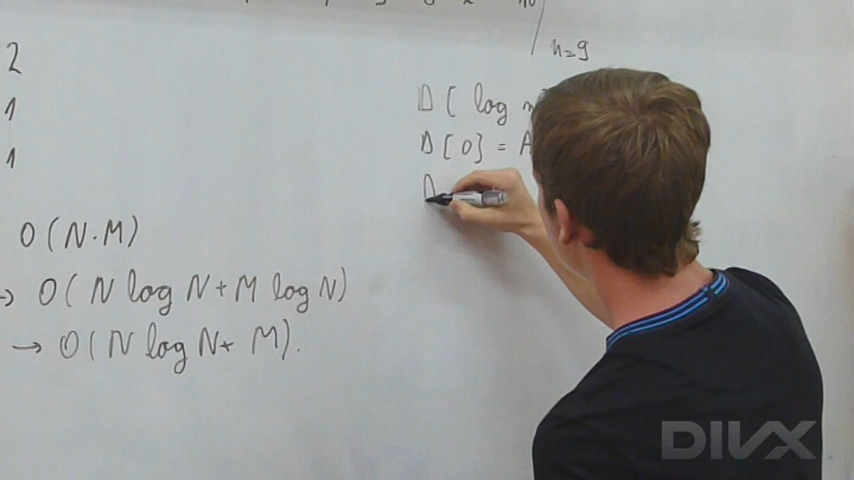 n=9
2
1
1
D[ log n
D[0] = A
D
O(N·M)
→ O(N log N + M log N)
→ O(N log N + M).
DIVX